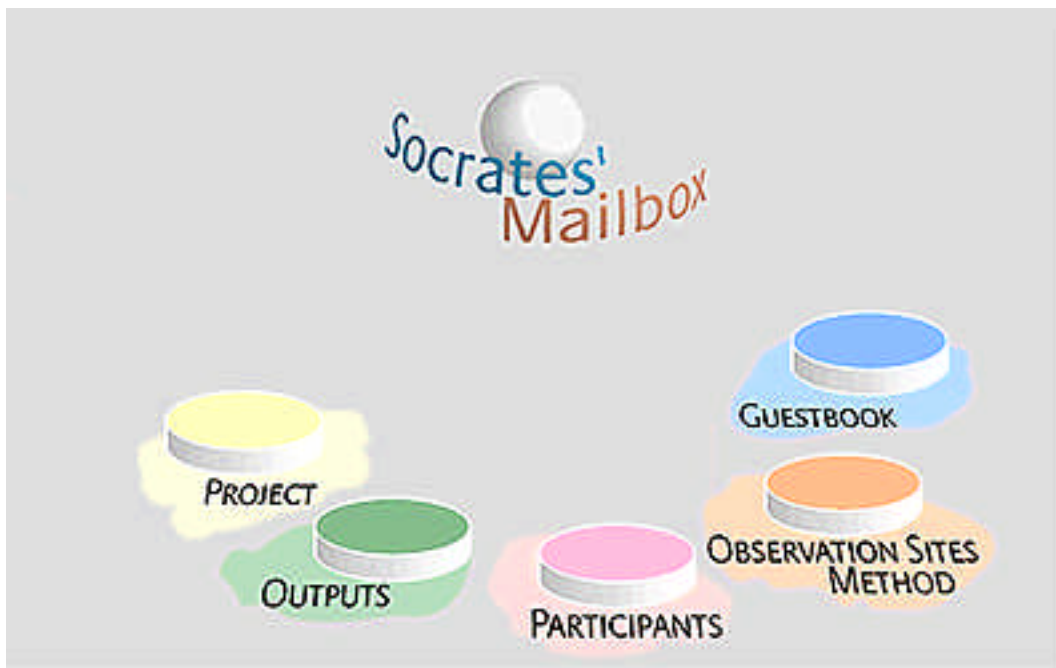 Socrates'
Mailbox
GUESTBOOK
PROJECT
OBSERVATION SITES
METHOD
OUTPUTS
PARTICIPANTS